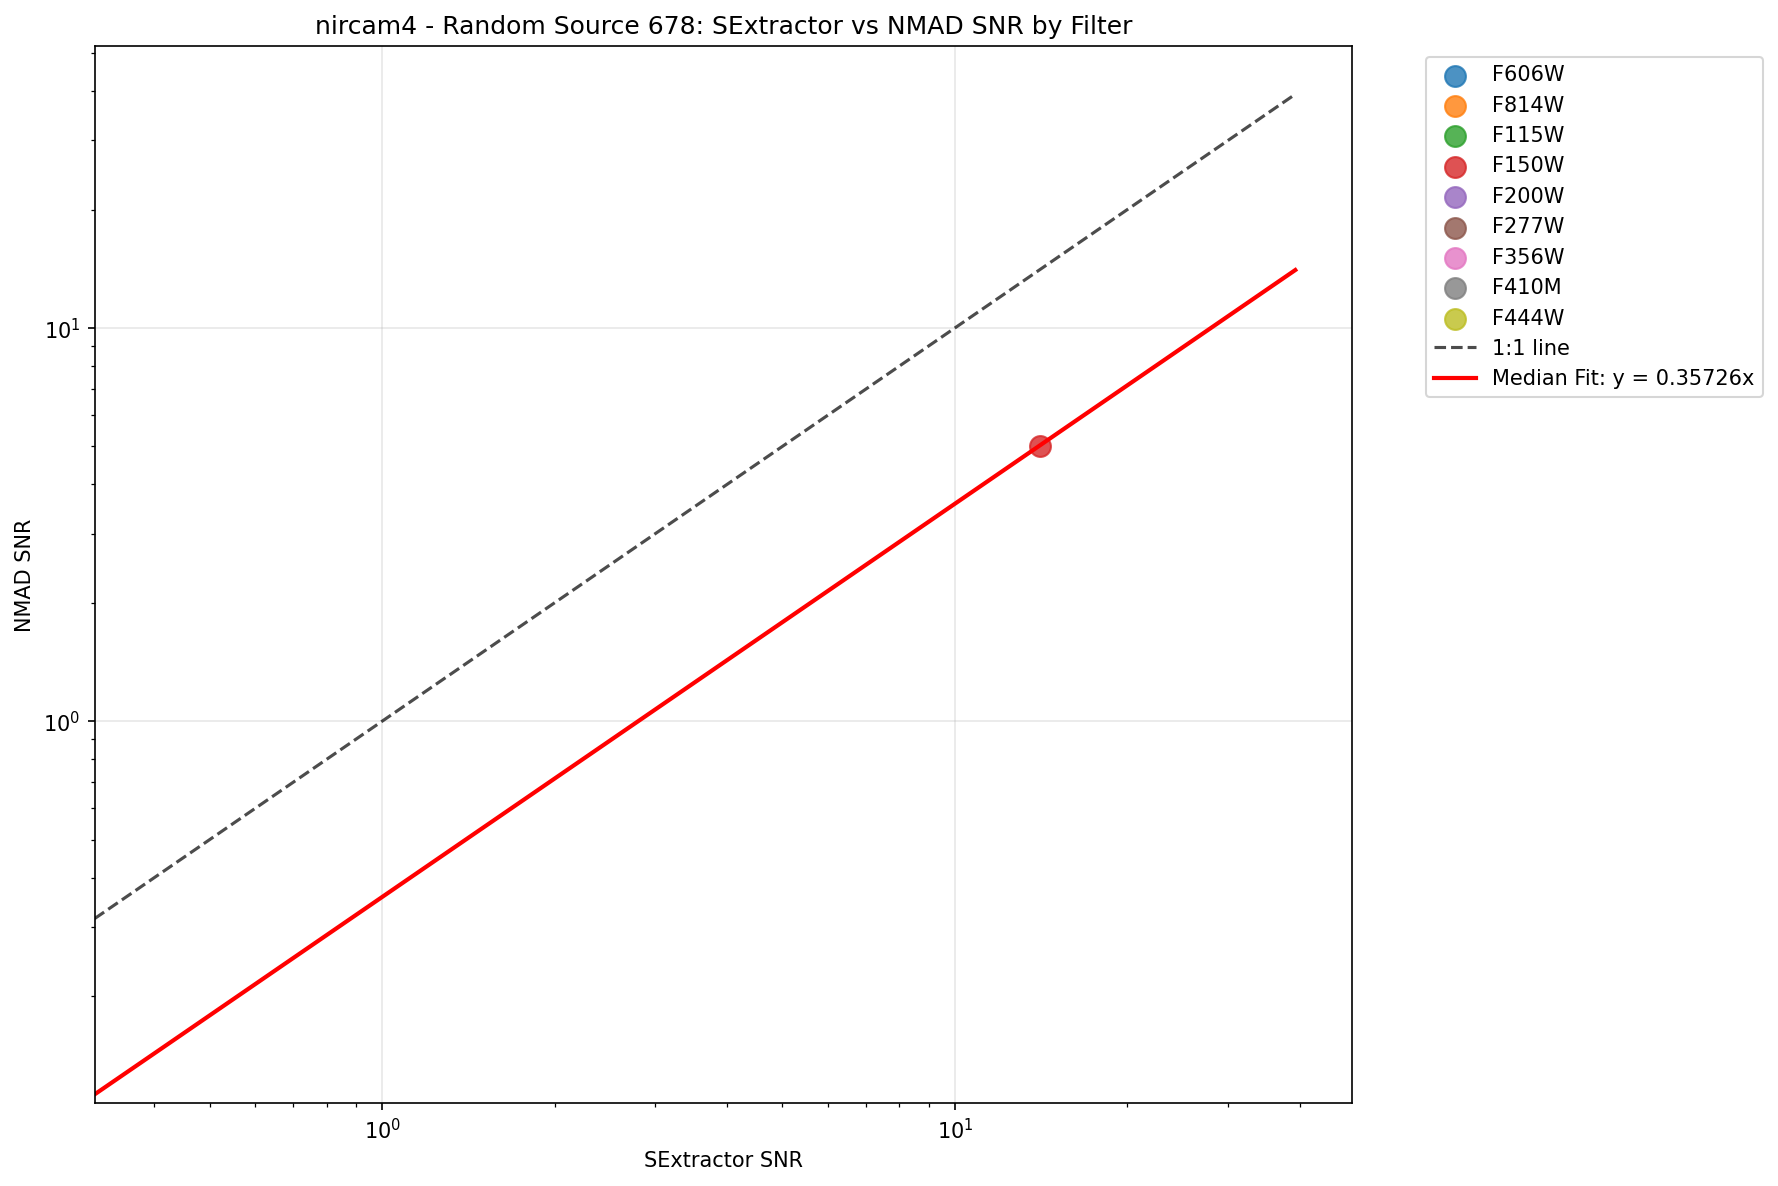 nircam4 - Random Source 678: SExtractor vs NMAD SNR by Filter
F606W
F814W
F115W
F150W
F200W
F277W
F356W
F410M
F444W
1:1 line
Median Fit: y = 0.35726x
NMAD SNR
10¹
10⁰
10⁰
10¹
SExtractor SNR